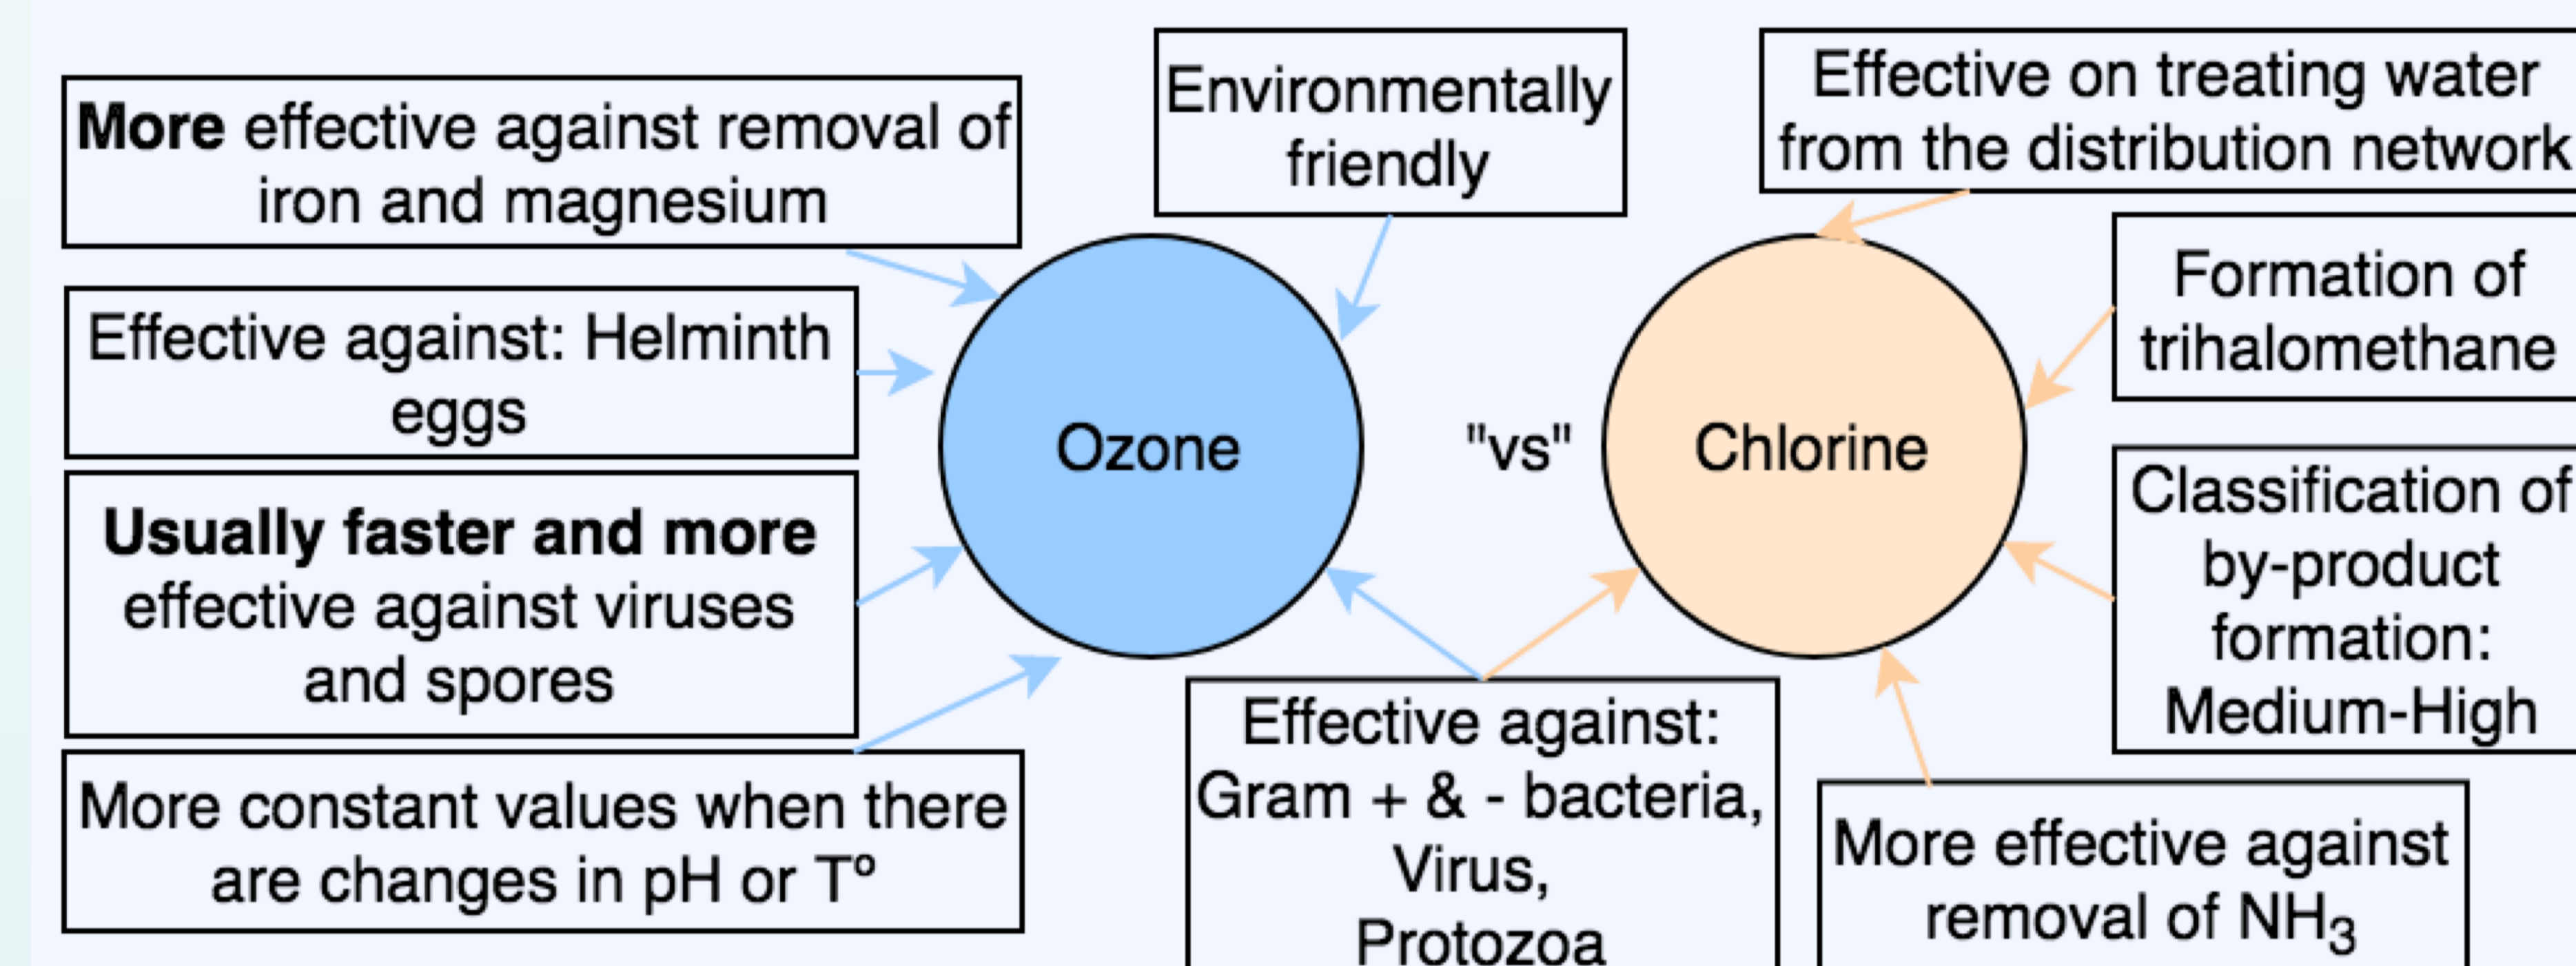 More effective against removal of
iron and magnesium
Effective against: Helminth
eggs
Usually faster and more
effective against viruses
and spores
More constant values when there
are changes in pH or Tº
Environmentally
friendly
Ozone
"vs"
Chlorine
Effective against:
Gram + & - bacteria,
Virus,
Protozoa
Effective on treating water
from the distribution network
Formation of
trihalomethane
Classification of
by-product
formation:
Medium-High
More effective against
removal of NH₃